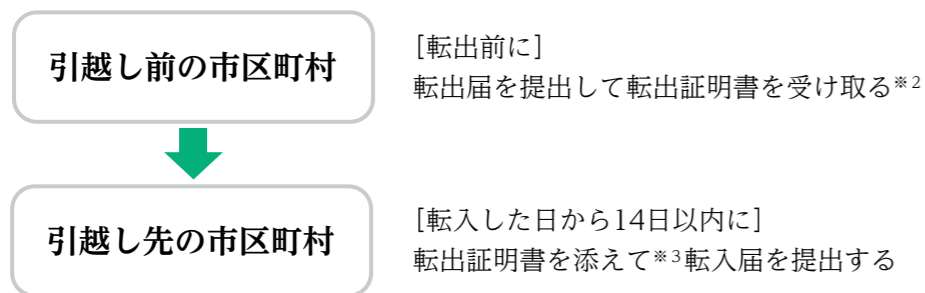 引越し前の市区町村
[転出前に]
転出届を提出して転出証明書を受け取る※2
引越し先の市区町村
[転入した日から14日以内に]
転出証明書を添えて※3転入届を提出する